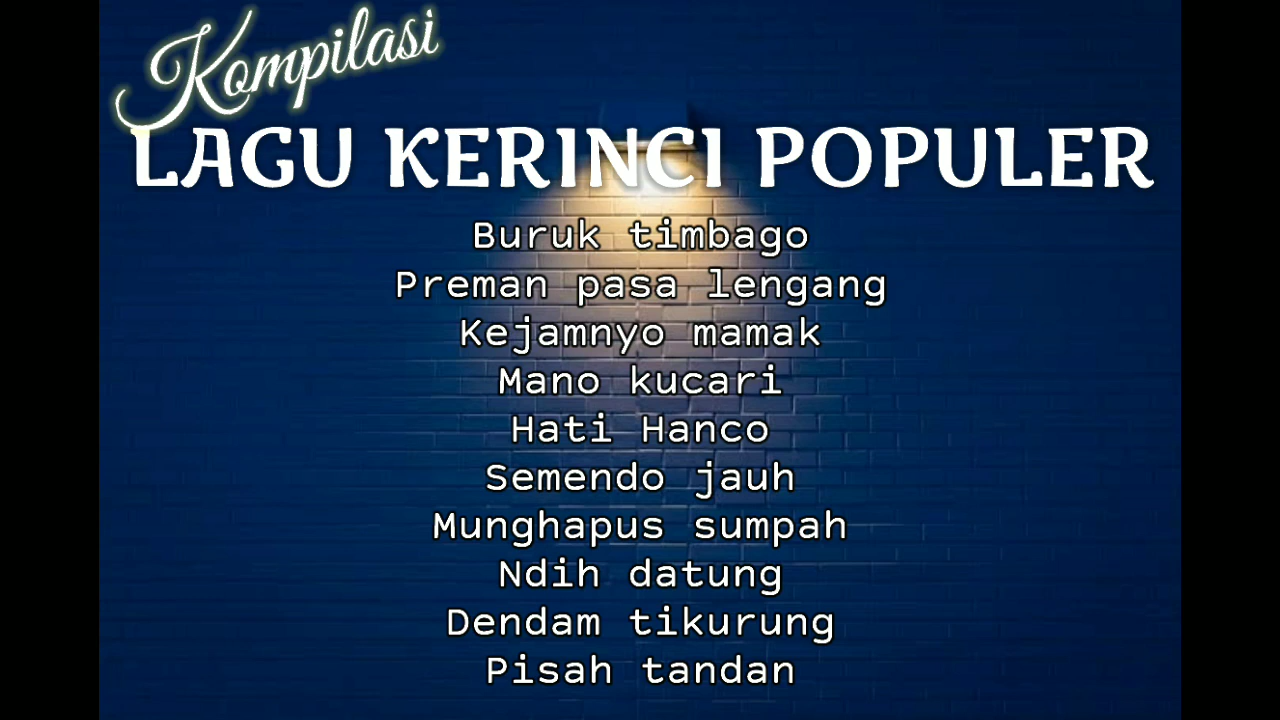 Kompilasi
LAGU KERINCI POPULER
Buruk timbago
Preman pasa lengang
Kejamnyo mamak
Mano kucari
Hati Hanco
Semendo jauh
Munghapus sumpah
Ndih datung
Dendam tikurung
Pisah tandan